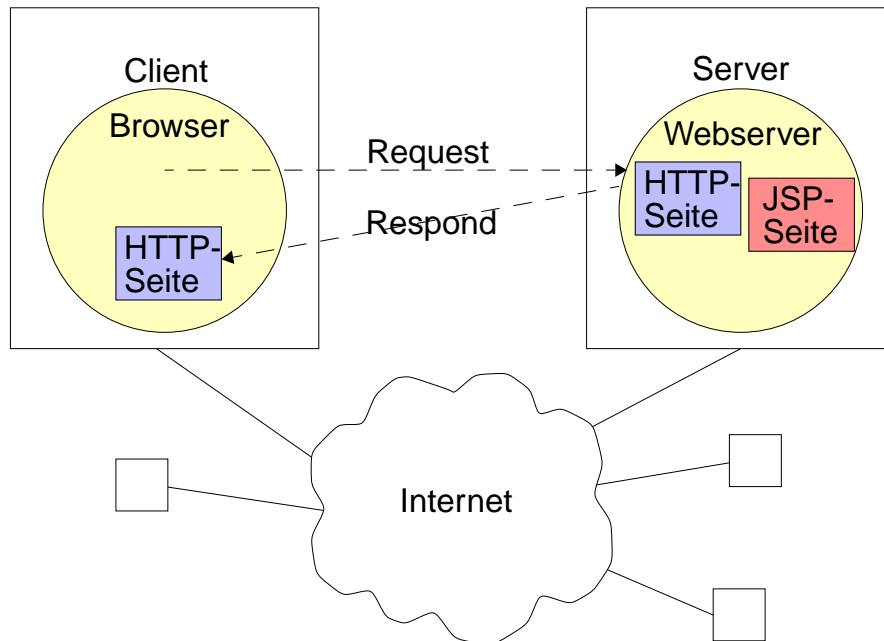 Client
Server
Browser
Webserver
Request
HTTP-
Seite
JSP-
Seite
Respond
HTTP-
Seite
Internet